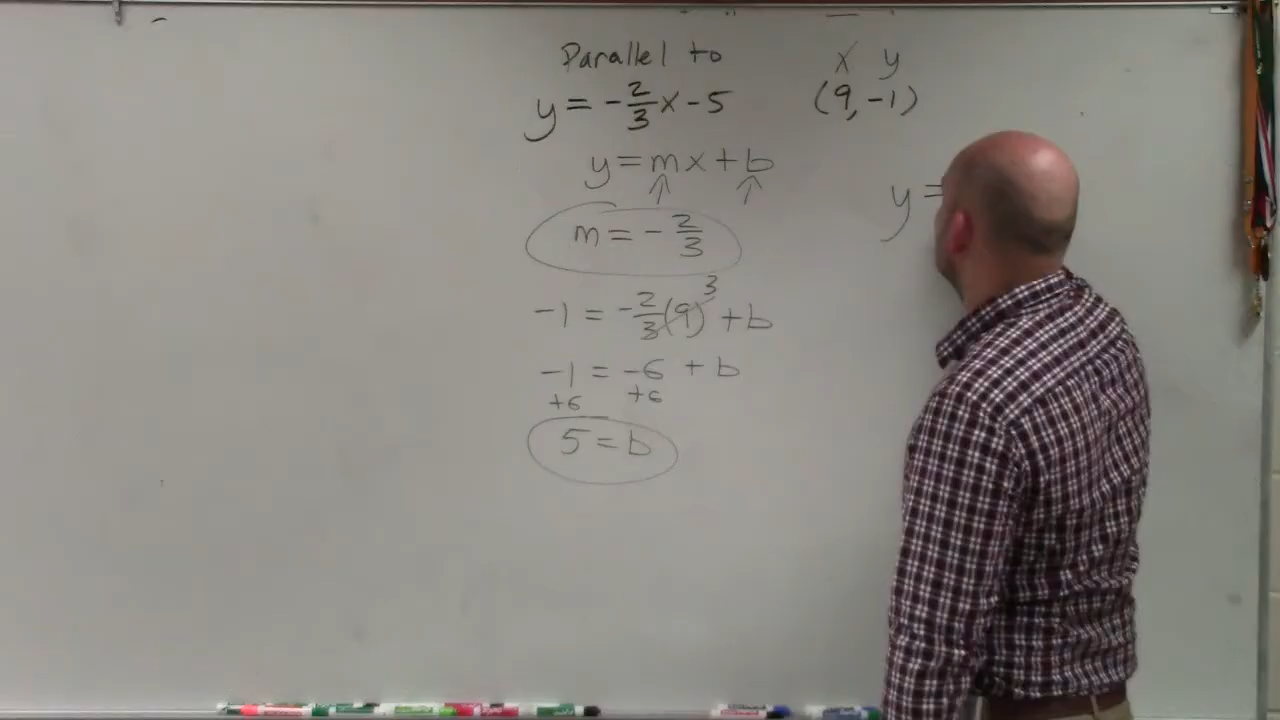 Parallel to
y = -2/3 x - 5
x y
(9, -1)
y = mx + b
m = - 2/3
3
-1 = -2/3 (9) + b
-1 = -6 + b
+6 +6
5 = b
y =